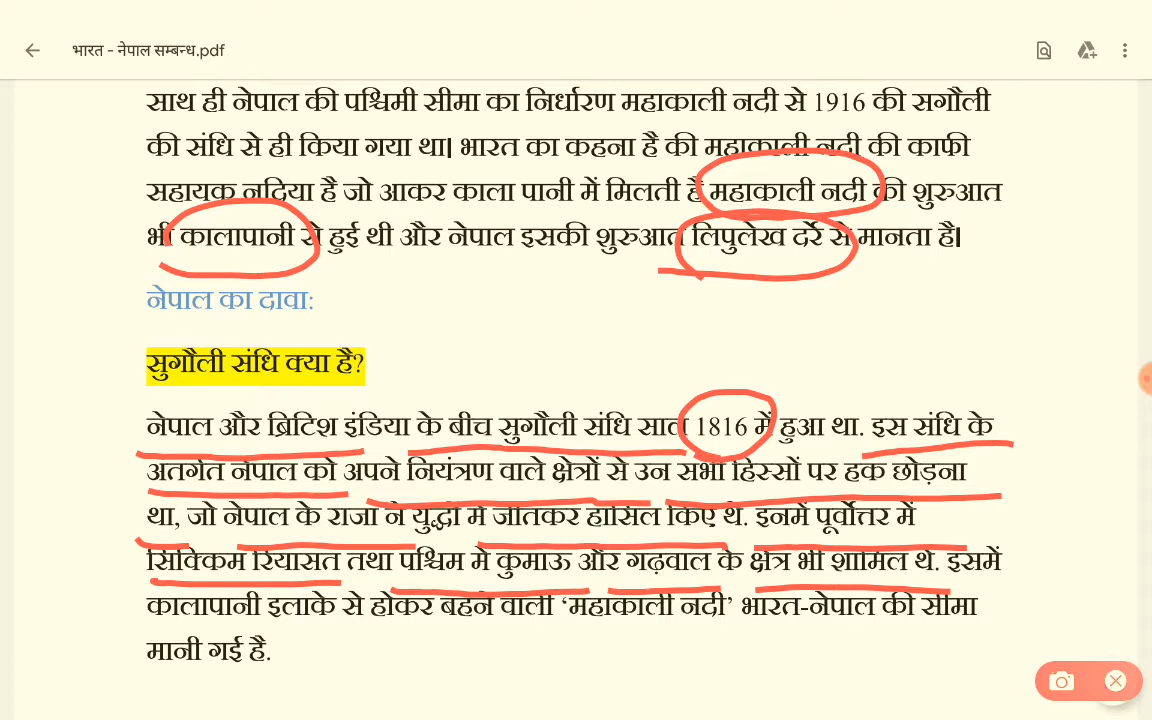 भारत - नेपाल सम्बन्ध.pdf
साथ ही नेपाल की पश्चिमी सीमा का निर्धारण महाकाली नदी से 1916 की सगौली
की संधि से ही किया गया था। भारत का कहना है की महाकाली नदी की काफी
सहायक नदिया है जो आकर काला पानी में मिलती है महाकाली नदी की शुरुआत
भी कालापानी से हुई थी और नेपाल इसकी शुरुआत लिपुलेख दर्रे से मानता है।
नेपाल का दावा:
सुगौली संधि क्या है?
नेपाल और ब्रिटिश इंडिया के बीच सुगौली संधि साल 1816 में हुआ था. इस संधि के
अतर्गत नेपाल को अपने नियंत्रण वाले क्षेत्रों से उन सभी हिस्सों पर हक छोड़ना
था, जो नेपाल के राजा ने युद्धों में जीतकर हासिल किए थे. इनमें पूर्वोत्तर में
सिक्किम रियासत तथा पश्चिम में कुमाऊ और गढ़वाल के क्षेत्र भी शामिल थे. इसमें
कालापानी इलाके से होकर बहने वाली ‘महाकाली नदी’ भारत-नेपाल की सीमा
मानी गई है.